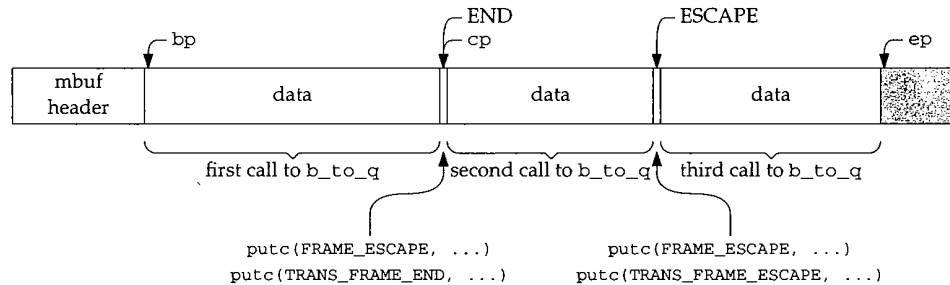 END ESCAPE
bp cp ep
mbuf
header
data data data
first call to b_to_q second call to b_to_q third call to b_to_q
putc(FRAME_ESCAPE, ...) putc(FRAME_ESCAPE, ...)
putc(TRANS_FRAME_END, ...) putc(TRANS_FRAME_ESCAPE, ...)